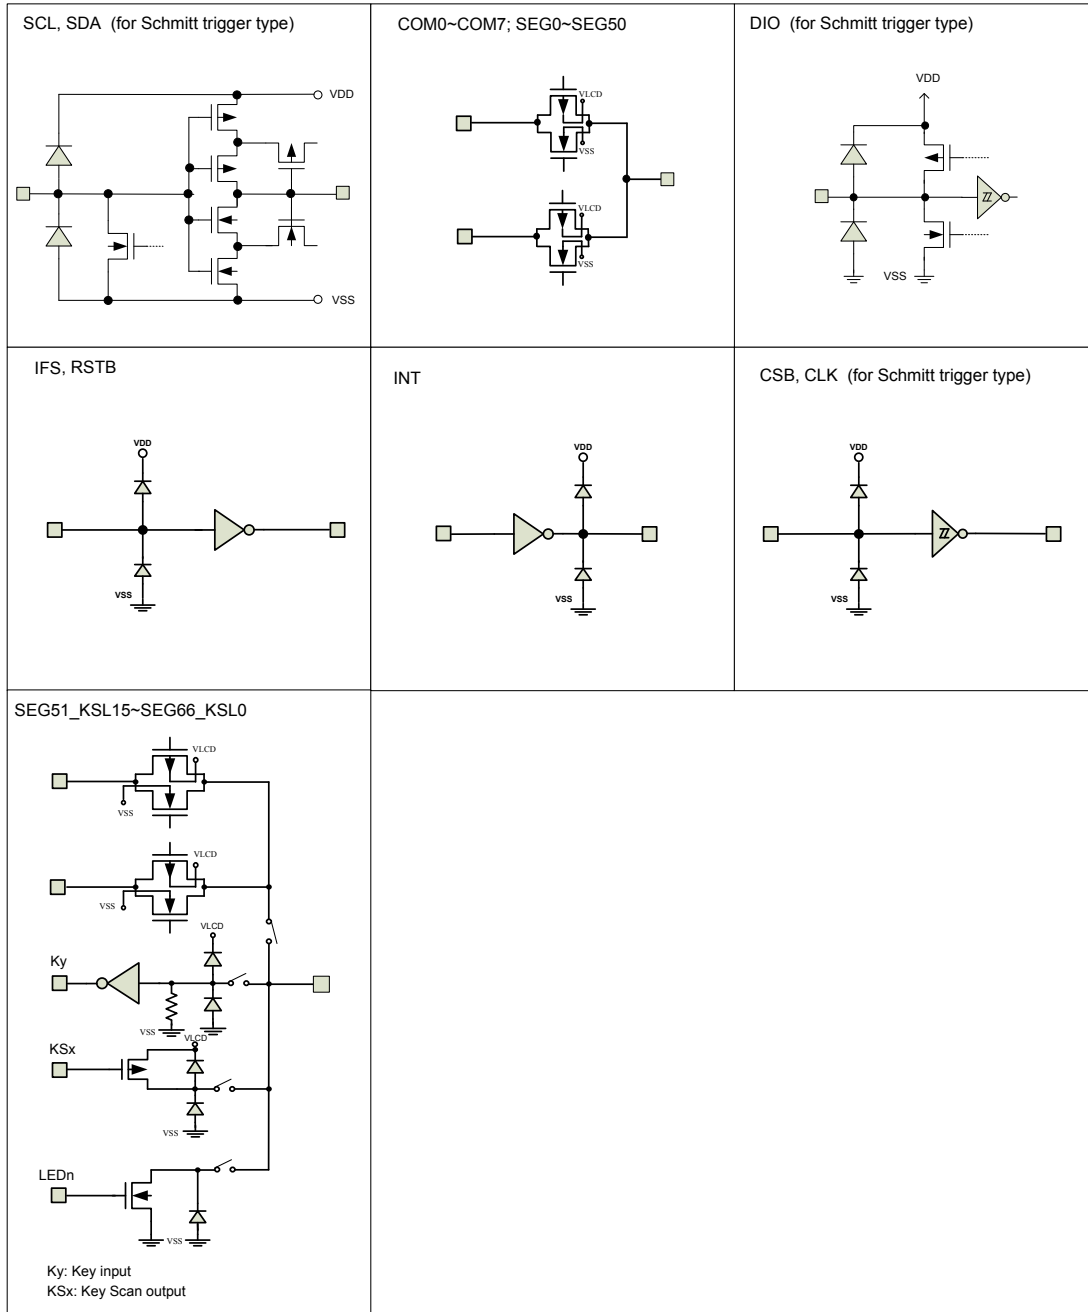 SCL, SDA (for Schmitt trigger type)
VDD
VSS
COM0~COM7; SEG0~SEG50
VLCD
VSS
VLCD
VSS
DIO (for Schmitt trigger type)
VDD
VSS
IFS, RSTB
VDD
VSS
INT
VDD
VSS
CSB, CLK (for Schmitt trigger type)
VDD
VSS
SEG51_KSL15~SEG66_KSL0
VLCD
VSS
VLCD
VSS
VLCD
Ky
VSS
VLCD
KSx
VSS
LEDn
VSS
Ky: Key input
KSx: Key Scan output